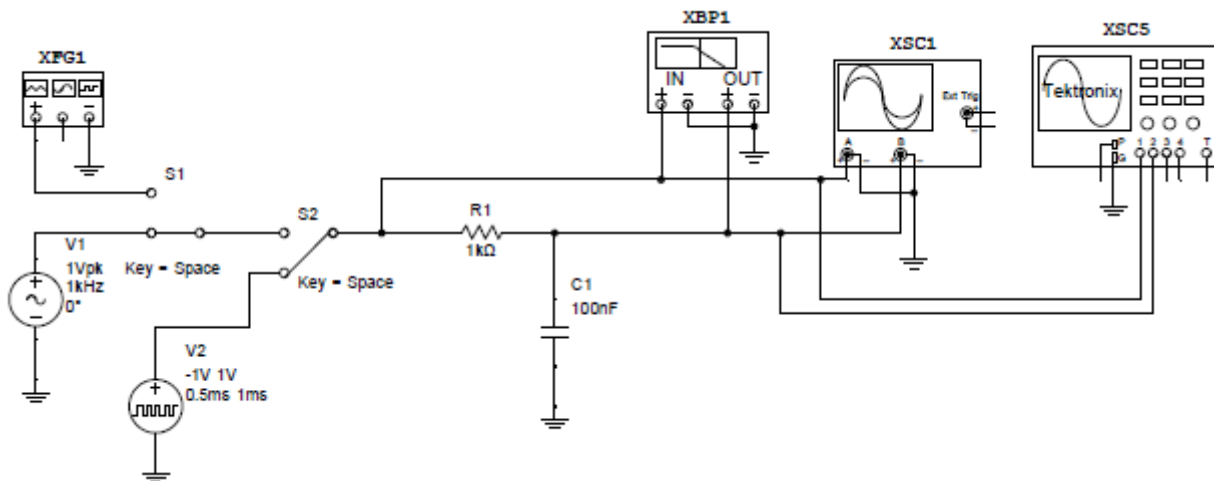 XFG1
+ −
S1
V1
1Vpk
1kHz
0°
+
−
Key = Space
S2
Key = Space
V2
-1V 1V
0.5ms 1ms
+
R1
1kΩ
C1
100nF
XBP1
IN OUT
+ − + −
XSC1
Ext Trig
+
−
A B
+ − + −
XSC5
Tektronix
P
G
1 2 3 4 T